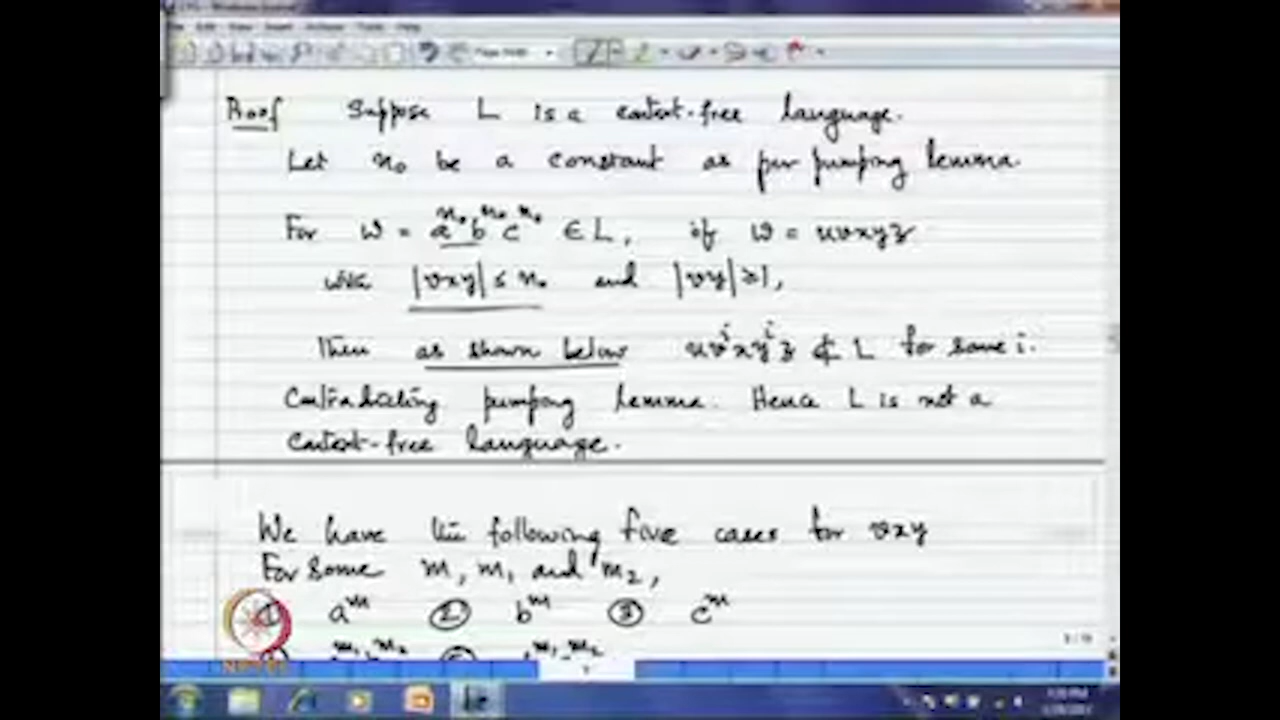 Proof Suppose L is a context-free language.
Let n₀ be a constant as per pumping lemma.
For w = a^n₀ b^n₀ c^n₀ ∈ L, if w = uvxyz
with |vxy| ≤ n₀ and |vy| ≥ 1,
then as shown below uv^i xy^i z ∉ L for some i.
Contradicting pumping lemma. Hence L is not a
context-free language.
We have the following five cases for vxy
For some m, m₁ and m₂,
① a^m ② b^m ③ c^m